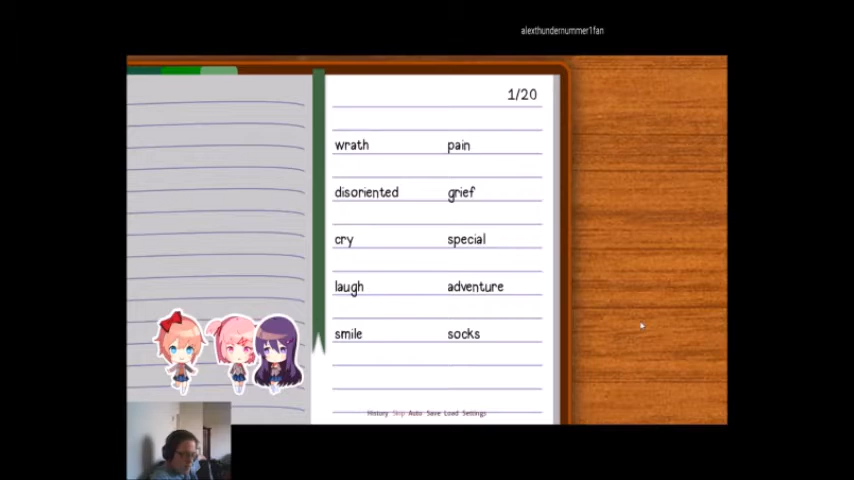 alexthundernummer1fan
1/20
wrath pain
disoriented grief
cry special
laugh adventure
smile socks
History Skip Auto Save Load Settings